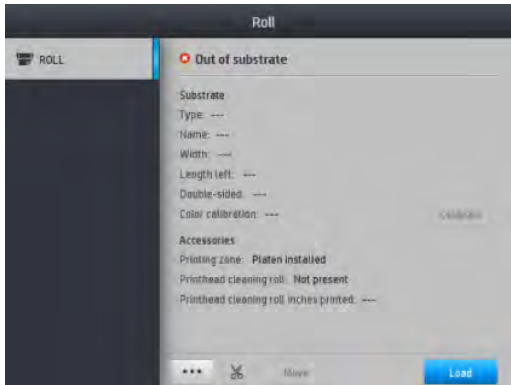 Roll
ROLL
Out of substrate
Substrate
Type: ---
Name: ---
Width: ---
Length left: ---
Double-sided: ---
Color calibration: ---
Calibrate
Accessories
Printing zone: Platen installed
Printhead cleaning roll: Not present
Printhead cleaning roll inches printed: ---
Move
Load